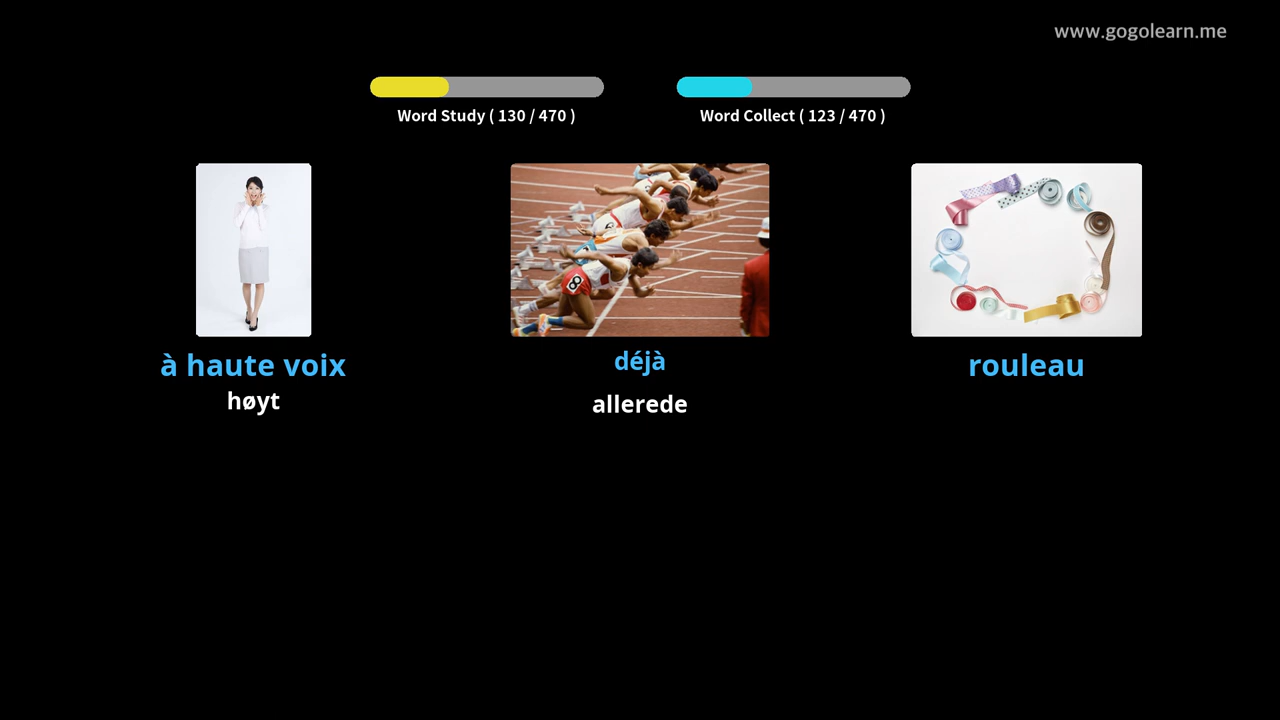 www.gogolearn.me
Word Study ( 130 / 470 )
Word Collect ( 123 / 470 )
à haute voix
høyt
déjà
allerede
rouleau